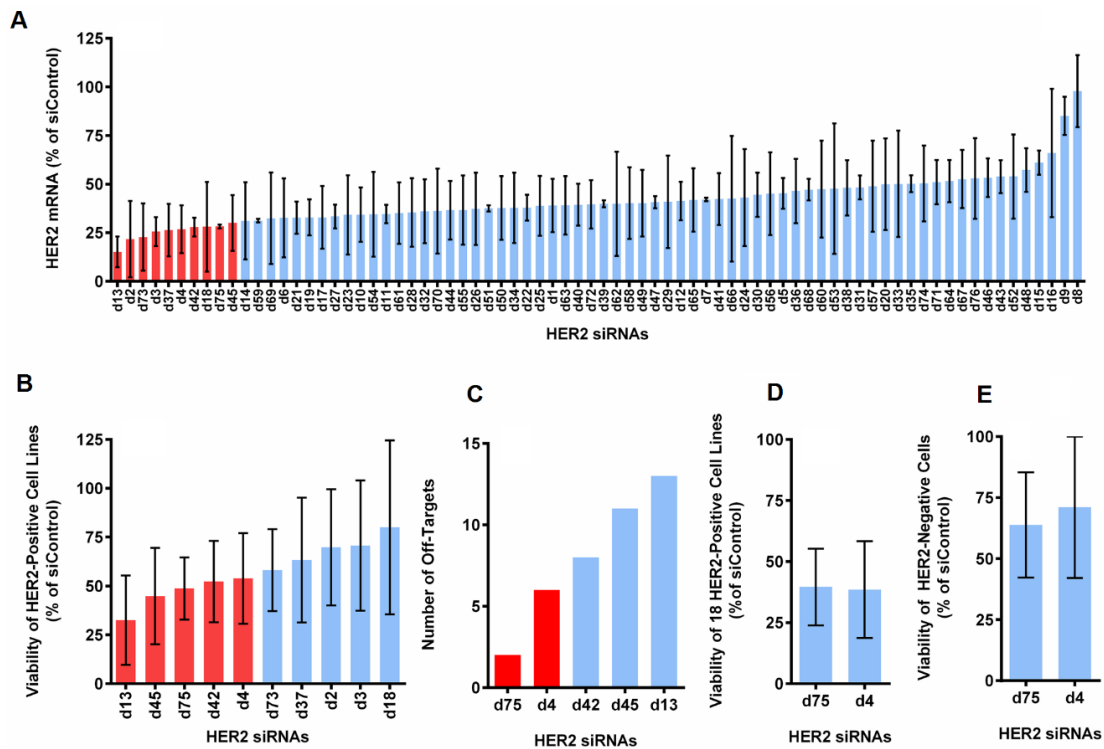 A
HER2 mRNA (% of siControl)
125
100
75
50
25
0
d13 d2 d73 d3 d37 d4 d42 d18 d75 d45 d14 d59 d69 d6 d21 d19 d17 d27 d23 d10 d54 d11 d61 d28 d32 d70 d44 d55 d26 d51 d50 d34 d22 d25 d1 d63 d40 d72 d39 d62 d58 d49 d47 d29 d12 d65 d7 d41 d66 d24 d30 d56 d5 d36 d68 d60 d53 d38 d31 d57 d20 d33 d35 d74 d71 d64 d67 d76 d46 d43 d52 d48 d15 d16 d9 d8
HER2 siRNAs
B
Viability of HER2-Positive Cell Lines
(% of siControl)
125
100
75
50
25
0
d13 d45 d75 d42 d4 d73 d37 d2 d3 d18
HER2 siRNAs
C
Number of Off-Targets
15
10
5
0
d75 d4 d42 d45 d13
HER2 siRNAs
D
Viability of 18 HER2-Positive Cell Lines
(%of siControl)
100
75
50
25
0
d75 d4
HER2 siRNAs
E
Viability of HER2-Negative Cells
(% of siControl)
100
75
50
25
0
d75 d4
HER2 siRNAs